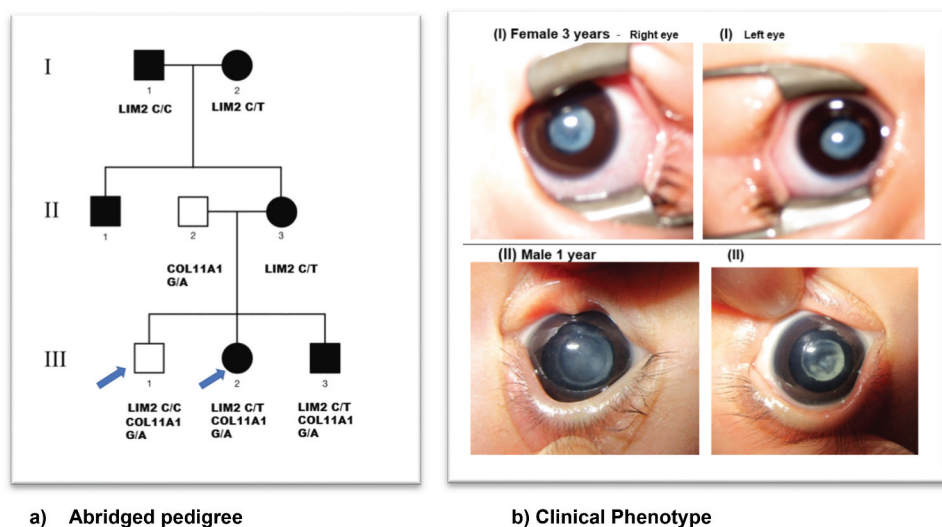 I
1
2
LIM2 C/C
LIM2 C/T
II
1
2
3
COL11A1
G/A
LIM2 C/T
III
1
2
3
LIM2 C/C
COL11A1
G/A
LIM2 C/T
COL11A1
G/A
LIM2 C/T
COL11A1
G/A
a) Abridged pedigree
(I) Female 3 years - Right eye
(I) Left eye
(II) Male 1 year
(II)
b) Clinical Phenotype